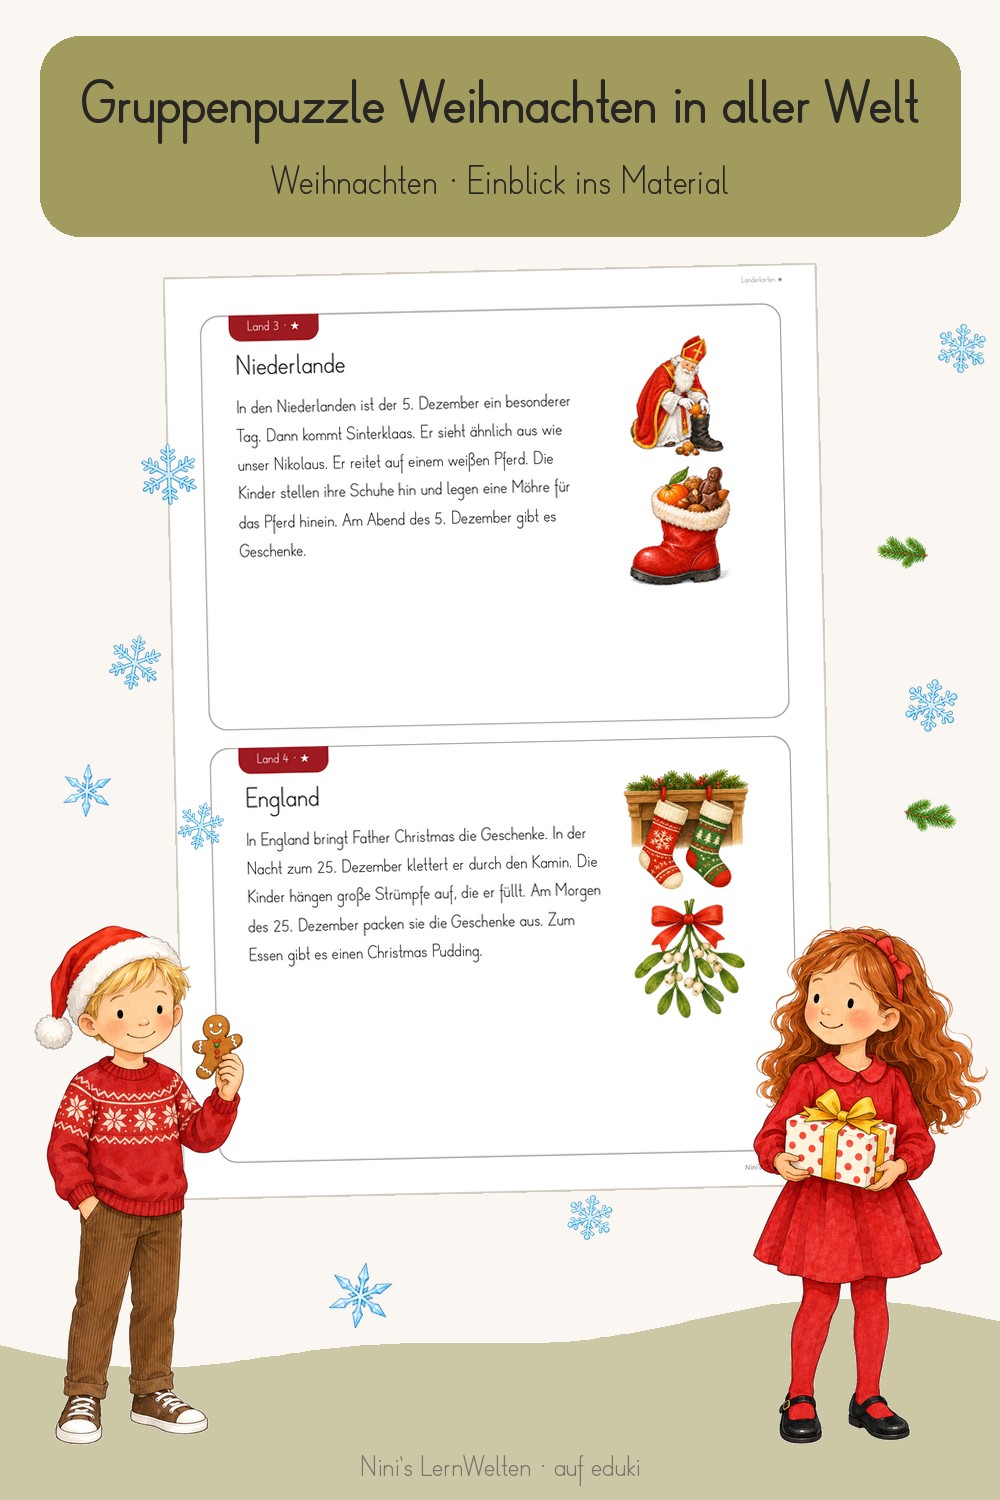 Gruppenpuzzle Weihnachten in aller Welt
Weihnachten · Einblick ins Material
Länderkarten ★
Land 3 · ★
Niederlande
In den Niederlanden ist der 5. Dezember ein besonderer
Tag. Dann kommt Sinterklaas. Er sieht ähnlich aus wie
unser Nikolaus. Er reitet auf einem weißen Pferd. Die
Kinder stellen ihre Schuhe hin und legen eine Möhre für
das Pferd hinein. Am Abend des 5. Dezember gibt es
Geschenke.
Land 4 · ★
England
In England bringt Father Christmas die Geschenke. In der
Nacht zum 25. Dezember klettert er durch den Kamin. Die
Kinder hängen große Strümpfe auf, die er füllt. Am Morgen
des 25. Dezember packen sie die Geschenke aus. Zum
Essen gibt es einen Christmas Pudding.
Nini's LernWelten · auf eduki